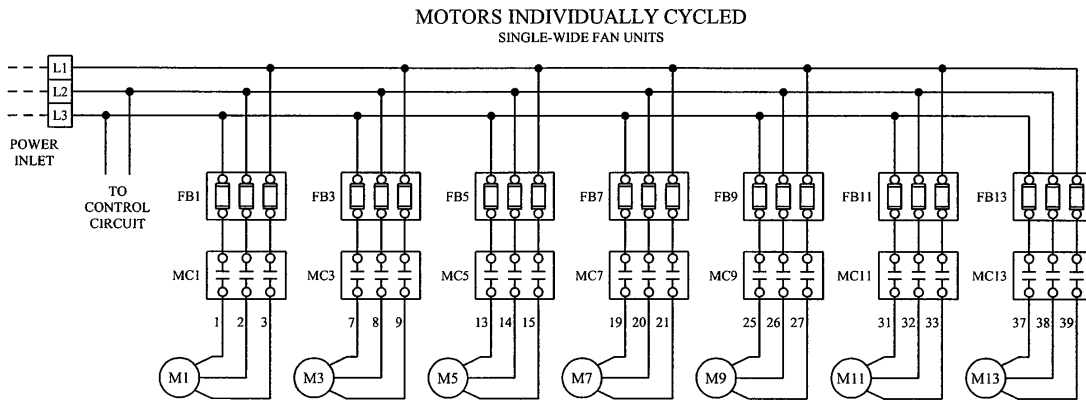 MOTORS INDIVIDUALLY CYCLED
SINGLE-WIDE FAN UNITS
L1
L2
L3
POWER
INLET
TO
CONTROL
CIRCUIT
FB1 FB3 FB5 FB7 FB9 FB11 FB13
MC1 MC3 MC5 MC7 MC9 MC11 MC13
1 2 3 7 8 9 13 14 15 19 20 21 25 26 27 31 32 33 37 38 39
M1 M3 M5 M7 M9 M11 M13